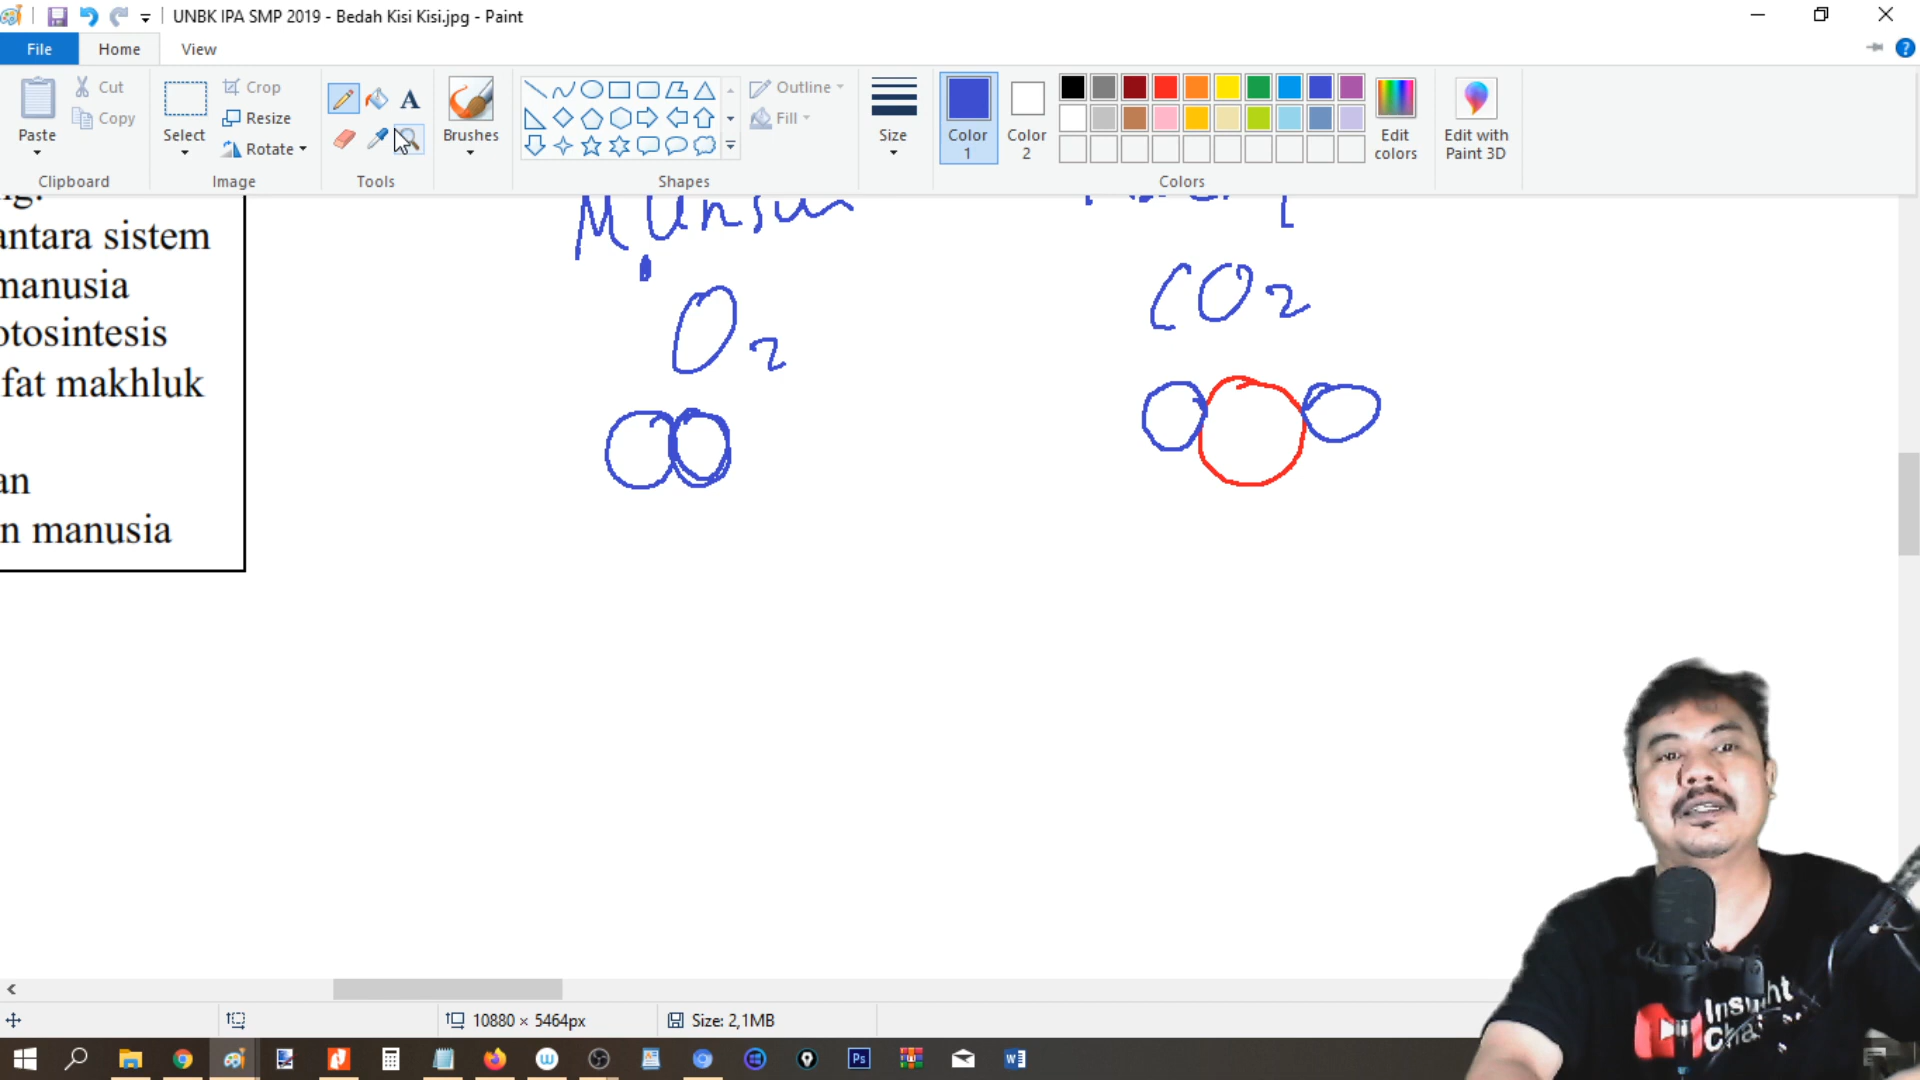 UNBK IPA SMP 2019 - Bedah Kisi Kisi.jpg - Paint
File
Home
View
Paste
Cut
Copy
Clipboard
Select
Crop
Resize
Rotate
Image
A
Tools
Brushes
Outline
Fill
Shapes
Size
Color 1
Color 2
Edit colors
Edit with Paint 3D
Colors
antara sistem
manusia
otosintesis
fat makhluk
an
n manusia
M. Unsur
O2
CO2
10880 × 5464px
Size: 2,1MB
Ps